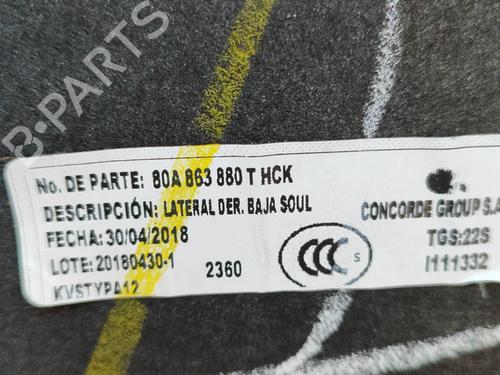 B-PARTS
No. DE PARTE: 80A 863 880 T HCK
DESCRIPCIÓN: LATERAL DER. BAJA SOUL
FECHA: 30/04/2018
LOTE: 20180430-1 2360
KVSTYPA12
CCC S
CONCORDE GROUP S.A
TGS:22S
I111332